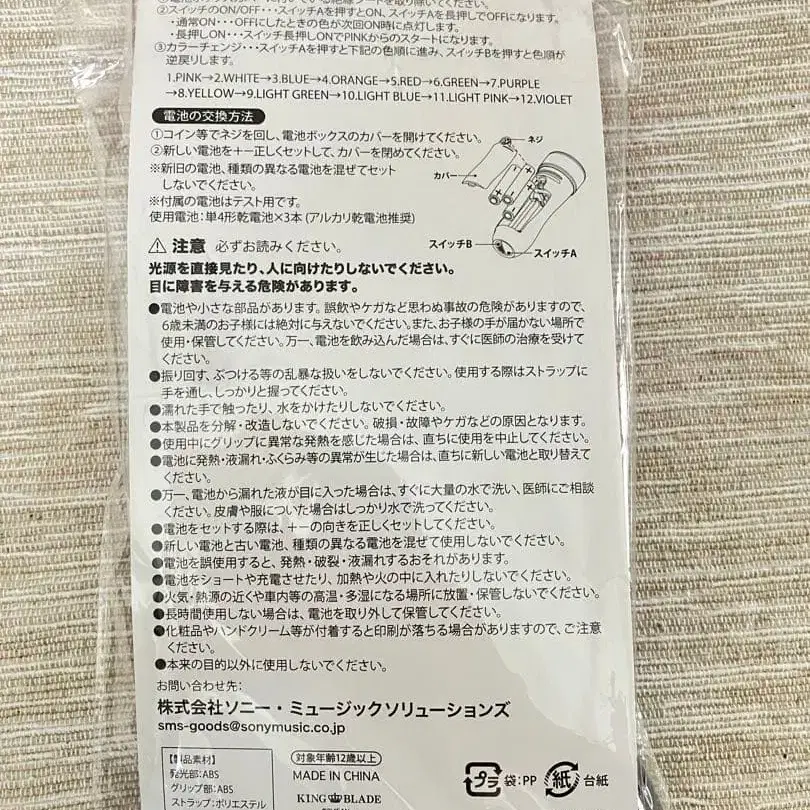 ②スイッチのON/OFF・・・スイッチAを押すとON、スイッチAを長押しでOFFになります。
・通常ON・・・OFFにしたときの色が次回ON時に点灯します。
・長押しON・・・スイッチ長押しONでPINKからのスタートになります。
③カラーチェンジ・・・スイッチAを押すと下記の色順に進み、スイッチBを押すと色順が
逆戻りします。
1.PINK→2.WHITE→3.BLUE→4.ORANGE→5.RED→6.GREEN→7.PURPLE
→8.YELLOW→9.LIGHT GREEN→10.LIGHT BLUE→11.LIGHT PINK→12.VIOLET
電池の交換方法
①コイン等でネジを回し、電池ボックスのカバーを開けてください。
②新しい電池を+−正しくセットして、カバーを閉めてください。
※新旧の電池、種類の異なる電池を混ぜてセット
しないでください。
※付属の電池はテスト用です。
使用電池:単4形乾電池×3本(アルカリ乾電池推奨)
ネジ
カバー
スイッチB
スイッチA
⚠ 注意 必ずお読みください。
光源を直接見たり、人に向けたりしないでください。
目に障害を与える危険があります。
●電池や小さな部品があります。誤飲やケガなど思わぬ事故の危険がありますので、
6歳未満のお子様には絶対に与えないでください。また、お子様の手が届かない場所で
使用・保管してください。万一、電池を飲み込んだ場合は、すぐに医師の治療を受けて
ください。
●振り回す、ぶつける等の乱暴な扱いをしないでください。使用する際はストラップに
手を通し、しっかりと握ってください。
●濡れた手で触ったり、水をかけたりしないでください。
●本製品を分解・改造しないでください。破損・故障やケガなどの原因となります。
●使用中にグリップに異常な発熱を感じた場合は、直ちに使用を中止してください。
●電池に発熱・液漏れ・ふくらみ等の異常が生じた場合は、直ちに新しい電池と取り替えて
ください。
●万一、電池から漏れた液が目に入った場合は、すぐに大量の水で洗い、医師にご相談
ください。皮膚や服についた場合はしっかり水で洗ってください。
●電池をセットする際は、+−の向きを正しくセットしてください。
●新しい電池と古い電池、種類の異なる電池を混ぜて使用しないでください。
●電池を誤使用すると、発熱・破裂・液漏れするおそれがあります。
●電池をショートや充電させたり、加熱や火の中に入れたりしないでください。
●火気・熱源の近くや車内等の高温・多湿になる場所に放置・保管しないでください。
●長時間使用しない場合は、電池を取り外して保管してください。
●化粧品やハンドクリーム等が付着すると印刷が落ちる場合がありますので、ご注意
ください。
●本来の目的以外に使用しないでください。
お問い合わせ先:
株式会社ソニー・ミュージックソリューションズ
sms-goods@sonymusic.co.jp
【製品素材】
発光部:ABS
グリップ部:ABS
ストラップ:ポリエステル
対象年齢12歳以上
MADE IN CHINA
KING BLADE
プラ 袋:PP
紙 台紙